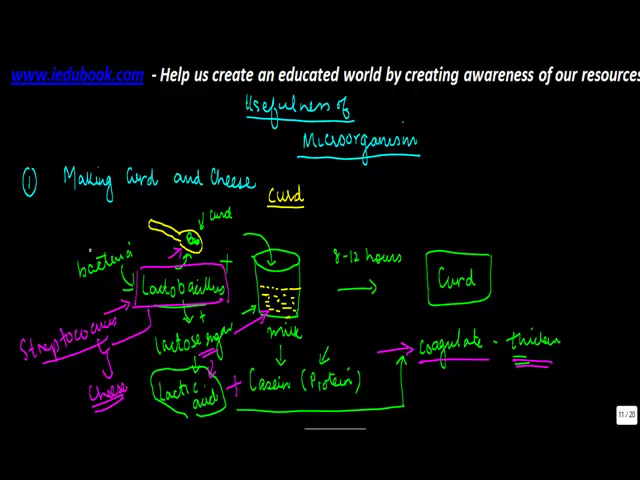 www.iedubook.com - Help us create an educated world by creating awareness of our resources
Usefulness of
Microorganism
① Making Curd and Cheese
curd
curd
bacteria
+
8-12 hours
Lactobacillus
Curd
Streptococcus
+
milk
lactose sugar
coagulate - thicken
Cheese
Lactic acid + Casein (Protein)
11 / 20